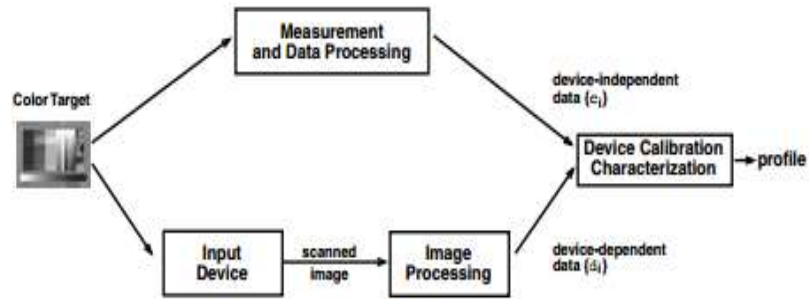 Measurement
and Data Processing
Color Target
device-independent
data (cᵢ)
Device Calibration
Characterization
profile
Input
Device
scanned
image
Image
Processing
device-dependent
data (dᵢ)